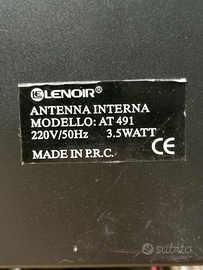 LENOIR®
ANTENNA INTERNA
MODELLO: AT 491
220V/50Hz 3.5WATT
MADE IN P.R.C. CE
subito